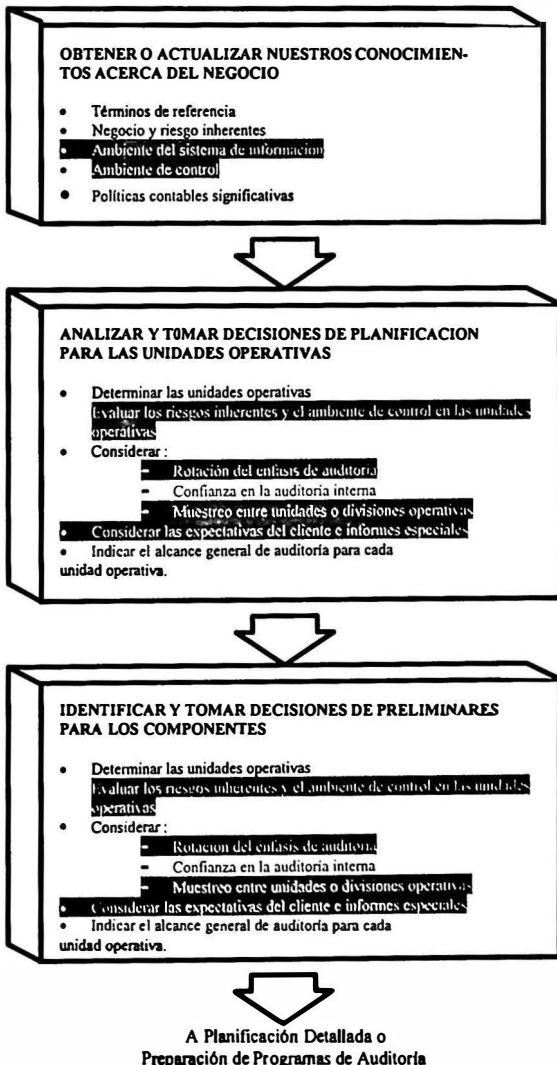 OBTENER O ACTUALIZAR NUESTROS CONOCIMIEN-
TOS ACERCA DEL NEGOCIO
• Términos de referencia
• Negocio y riesgo inherentes
• Ambiente del sistema de informacion
• Ambiente de control
• Políticas contables significativas
ANALIZAR Y T0MAR DECISIONES DE PLANIFICACION
PARA LAS UNIDADES OPERATIVAS
• Determinar las unidades operativas
Evaluar los riesgos inherentes y el ambiente de control en las unidades
operativas
• Considerar :
- Rotación del énfasis de auditoría
- Confianza en la auditoría interna
- Muestreo entre unidades o divisiones operativas
• Considerar las expectativas del cliente e informes especiales
• Indicar el alcance general de auditoría para cada
unidad operativa.
IDENTIFICAR Y TOMAR DECISIONES DE PRELIMINARES
PARA LOS COMPONENTES
• Determinar las unidades operativas
Evaluar los riesgos inherentes y el ambiente de control en las unidades
operativas
• Considerar :
- Rotacion del énfasis de auditoría
- Confianza en la auditoría interna
- Muestreo entre unidades o divisiones operativas
• Considerar las expectativas del cliente e informes especiales
• Indicar el alcance general de auditoría para cada
unidad operativa.
A Planificación Detallada o
Preparación de Programas de Auditoría